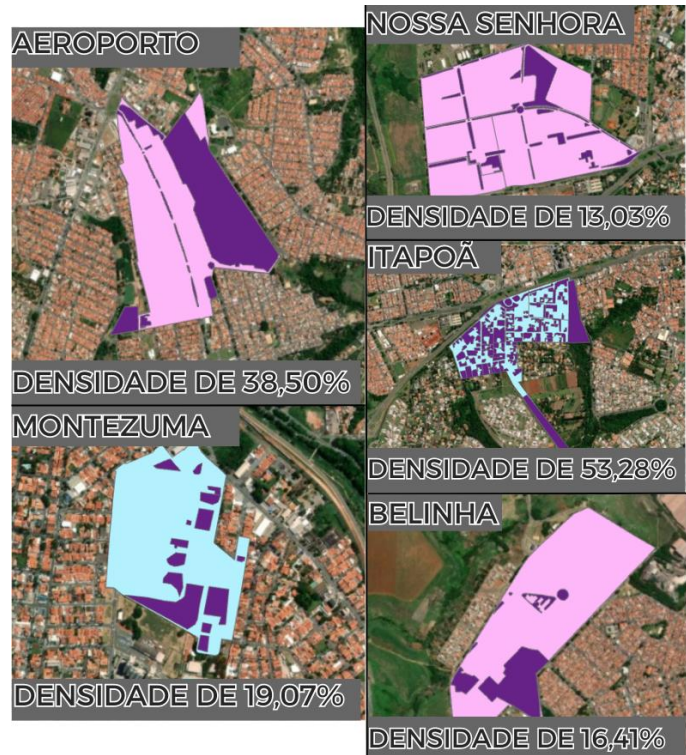 AEROPORTO
DENSIDADE DE 38,50%
MONTEZUMA
DENSIDADE DE 19,07%
NOSSA SENHORA
DENSIDADE DE 13,03%
ITAPOÃ
DENSIDADE DE 53,28%
BELINHA
DENSIDADE DE 16,41%